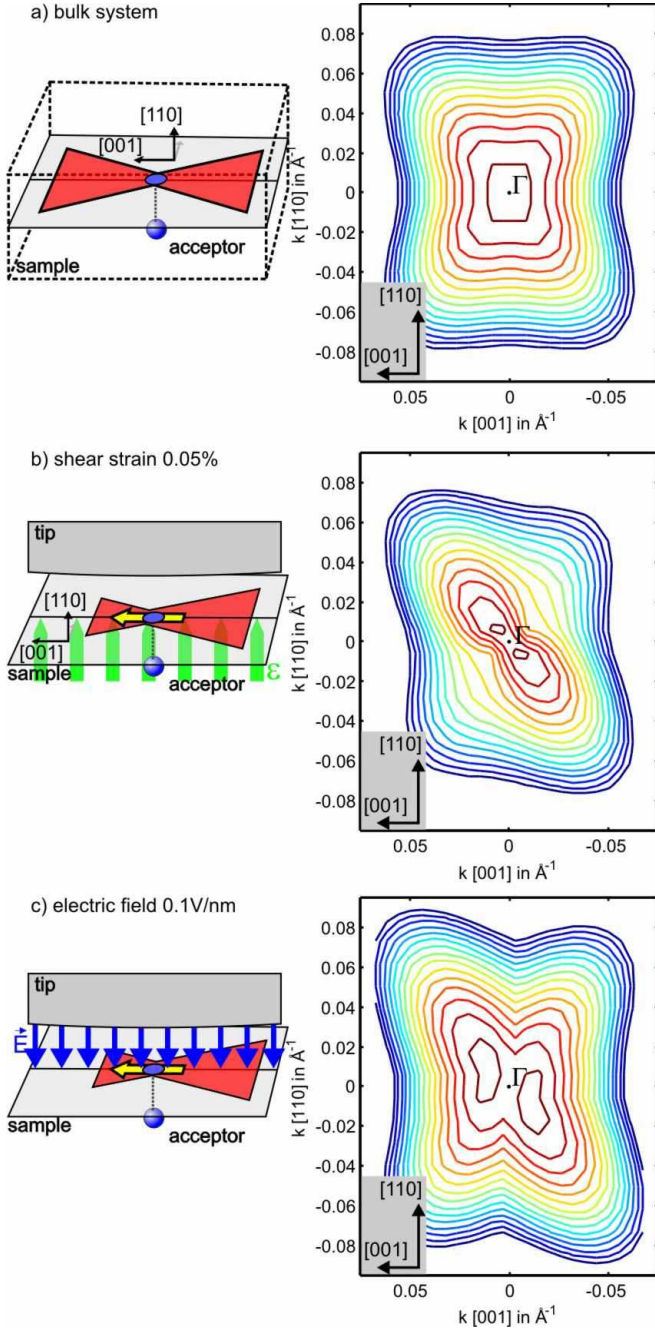 a) bulk system
[110]
[001]
acceptor
sample
0.08
0.06
0.04
0.02
0
-0.02
-0.04
-0.06
-0.08
k [110] in Å⁻¹
Γ
[110]
[001]
0.05 0 -0.05
k [001] in Å⁻¹
b) shear strain 0.05%
tip
[110]
[001]
sample
acceptor
ε
0.08
0.06
0.04
0.02
0
-0.02
-0.04
-0.06
-0.08
k [110] in Å⁻¹
Γ
[110]
[001]
0.05 0 -0.05
k [001] in Å⁻¹
c) electric field 0.1V/nm
tip
E
sample
acceptor
0.08
0.06
0.04
0.02
0
-0.02
-0.04
-0.06
-0.08
k [110] in Å⁻¹
Γ
[110]
[001]
0.05 0 -0.05
k [001] in Å⁻¹